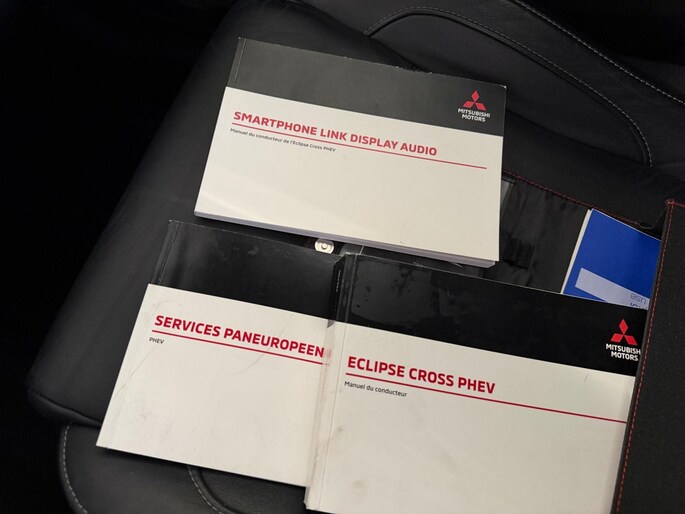 MITSUBISHI
MOTORS
SMARTPHONE LINK DISPLAY AUDIO
Manuel du conducteur de l'Eclipse Cross PHEV
SERVICES PANEUROPEEN
PHEV
MITSUBISHI
MOTORS
ECLIPSE CROSS PHEV
Manuel du conducteur